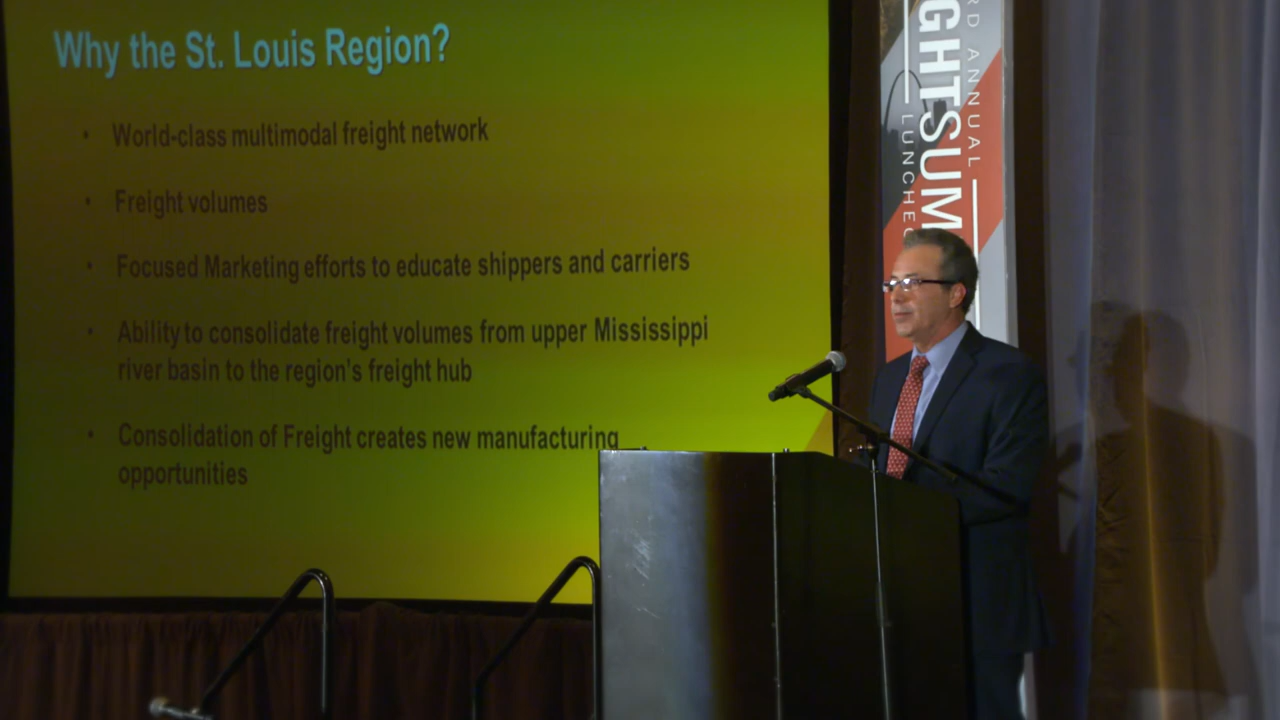 Why the St. Louis Region?
• World-class multimodal freight network
• Freight volumes
• Focused Marketing efforts to educate shippers and carriers
• Ability to consolidate freight volumes from upper Mississippi
river basin to the region's freight hub
• Consolidation of Freight creates new manufacturing
opportunities
RD ANNUAL
GHTSUM
LUNCHEO